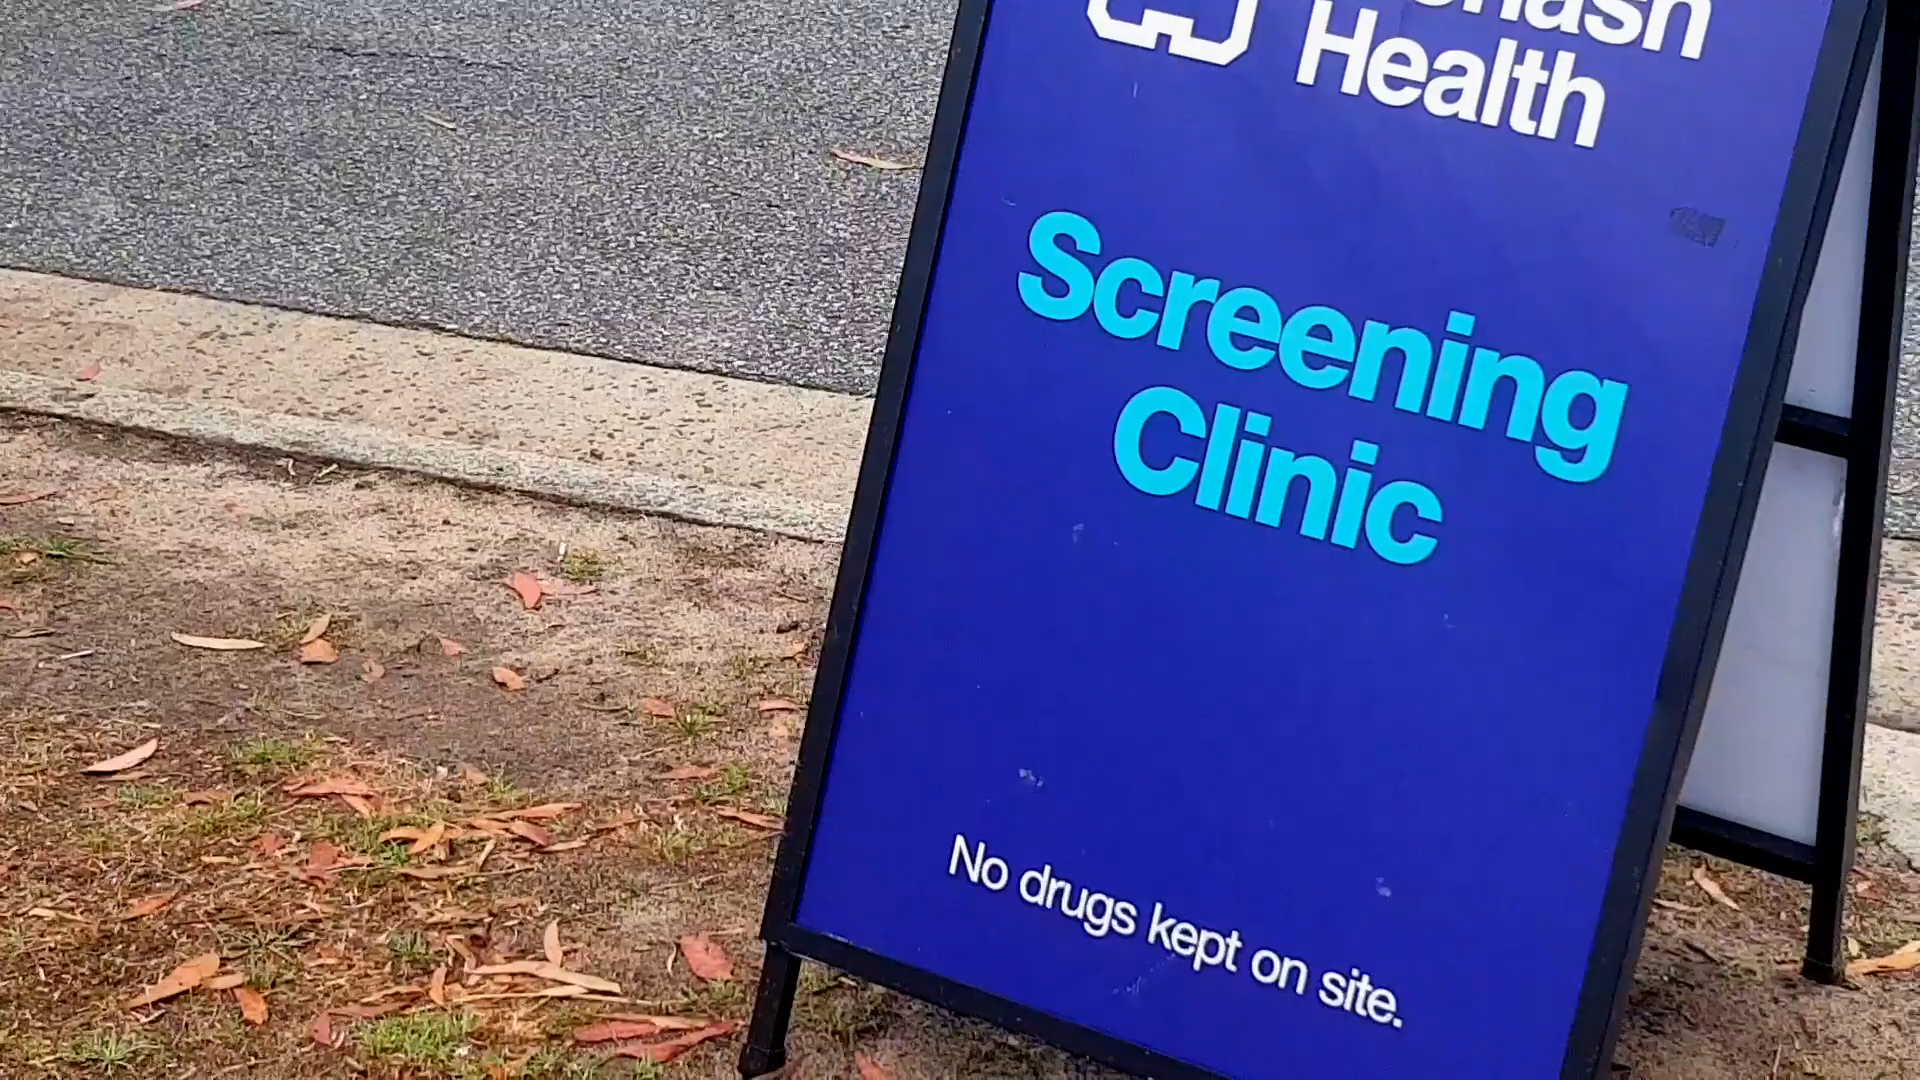 Health
Screening
Clinic
No drugs kept on site.